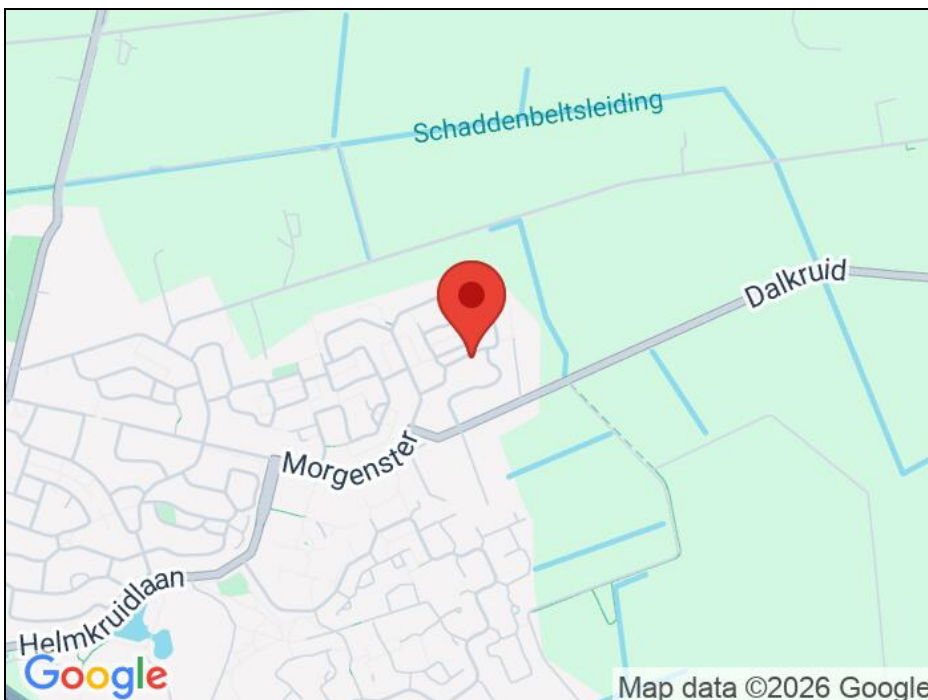 Schaddenbeltsleiding
Dalkruid
Morgenster
Helmkruidlaan
Google
Map data ©2026 Google